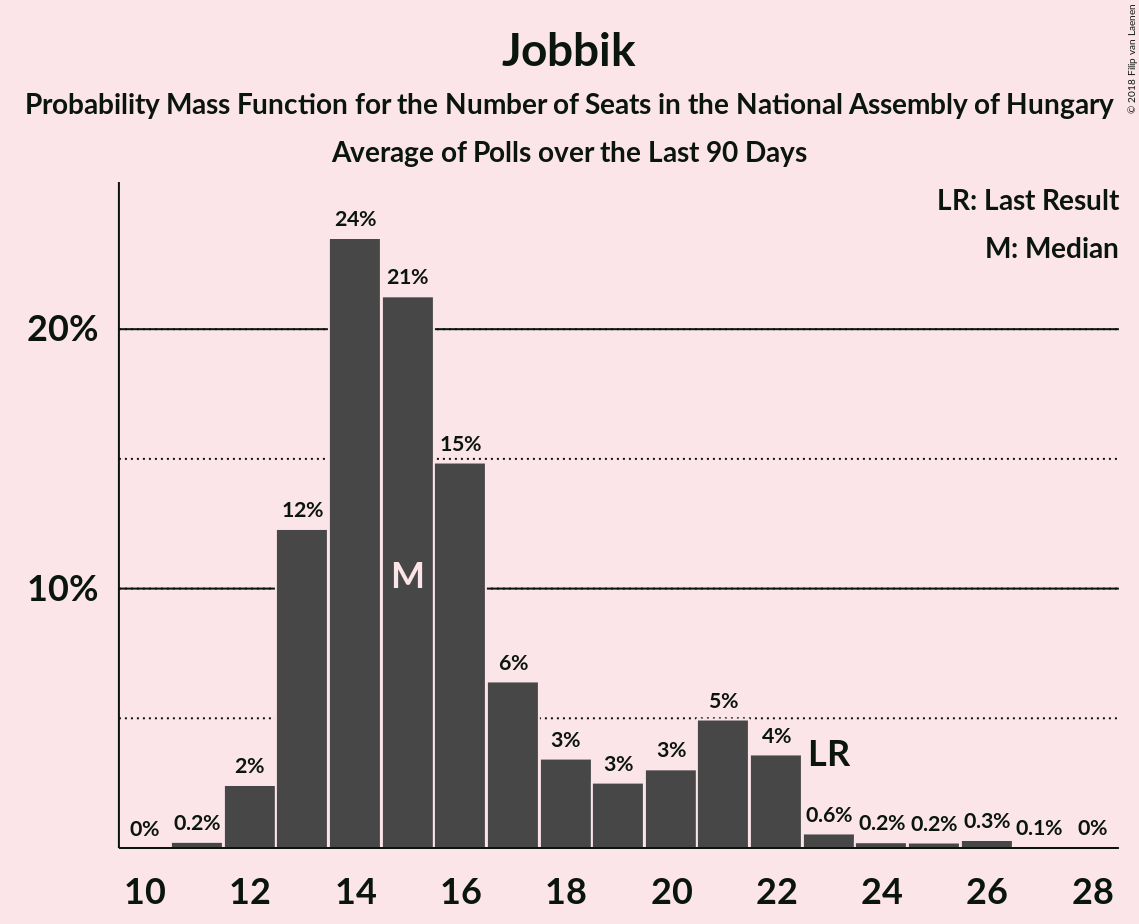 Jobbik
Probability Mass Function for the Number of Seats in the National Assembly of Hungary
Average of Polls over the Last 90 Days
© 2018 Filip van Laenen
LR: Last Result
M: Median
24%
21%
20%
15%
12%
M
10%
6%
5%
3%
4%
LR
3%
3%
2%
0%
0.2%
0.6%
0.2%
0.2%
0.3%
0.1%
0%
10 12 14 16 18 20 22 24 26 28